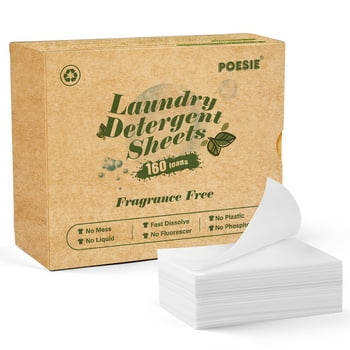 POESIE®
Laundry
Detergent
Sheets
160 loads
Fragrance Free
No Mess Fast Dissolve No Plastic
No Liquid No Fluorescer No Phosph